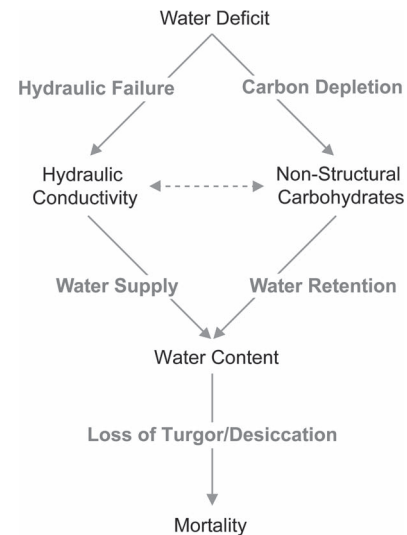 Water Deficit
Hydraulic Failure
Carbon Depletion
Hydraulic
Conductivity
Non-Structural
Carbohydrates
Water Supply
Water Retention
Water Content
Loss of Turgor/Desiccation
Mortality